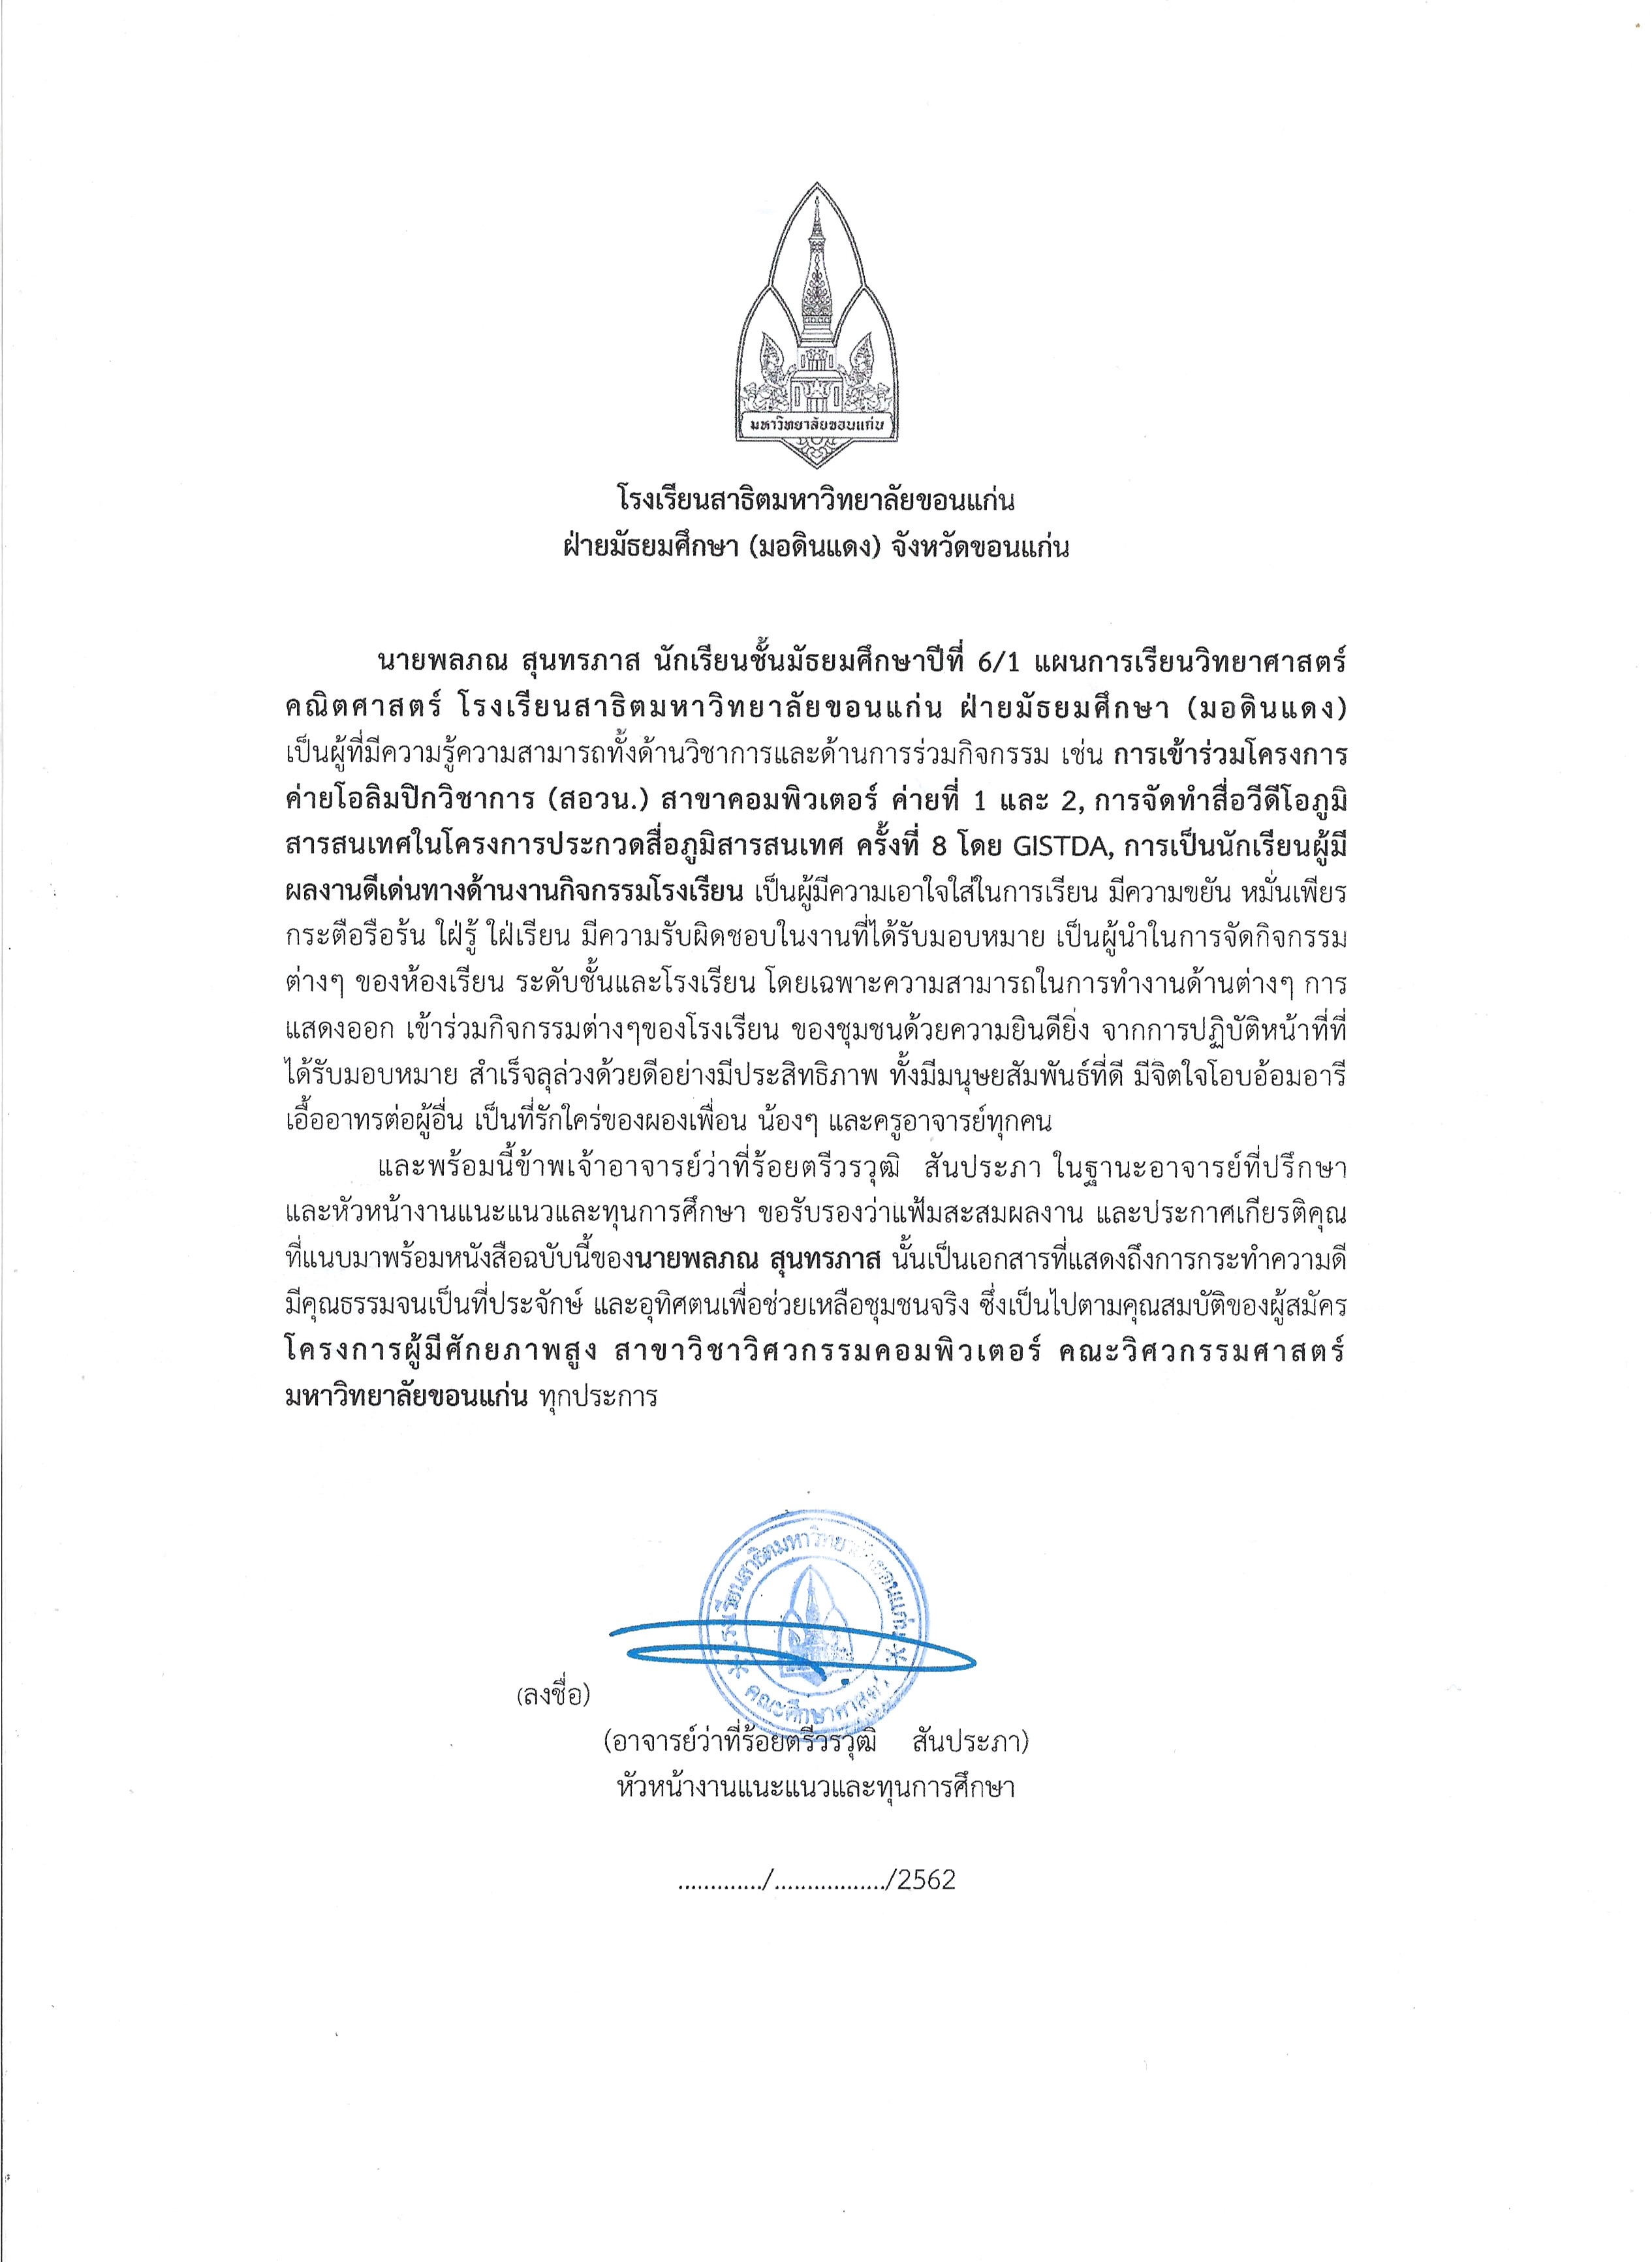 มหาวิทยาลัยขอนแก่น
โรงเรียนสาธิตมหาวิทยาลัยขอนแก่น
ฝ่ายมัธยมศึกษา (มอดินแดง) จังหวัดขอนแก่น
นายพลภณ สุนทรภาส นักเรียนชั้นมัธยมศึกษาปีที่ 6/1 แผนการเรียนวิทยาศาสตร์
คณิตศาสตร์ โรงเรียนสาธิตมหาวิทยาลัยขอนแก่น ฝ่ายมัธยมศึกษา (มอดินแดง)
เป็นผู้ที่มีความรู้ความสามารถทั้งด้านวิชาการและด้านการร่วมกิจกรรม เช่น การเข้าร่วมโครงการ
ค่ายโอลิมปิกวิชาการ (สอวน.) สาขาคอมพิวเตอร์ ค่ายที่ 1 และ 2, การจัดทำสื่อวีดีโอภูมิ
สารสนเทศในโครงการประกวดสื่อภูมิสารสนเทศ ครั้งที่ 8 โดย GISTDA, การเป็นนักเรียนผู้มี
ผลงานดีเด่นทางด้านงานกิจกรรมโรงเรียน เป็นผู้มีความเอาใจใส่ในการเรียน มีความขยัน หมั่นเพียร
กระตือรือร้น ใฝ่รู้ ใฝ่เรียน มีความรับผิดชอบในงานที่ได้รับมอบหมาย เป็นผู้นำในการจัดกิจกรรม
ต่างๆ ของห้องเรียน ระดับชั้นและโรงเรียน โดยเฉพาะความสามารถในการทำงานด้านต่างๆ การ
แสดงออก เข้าร่วมกิจกรรมต่างๆของโรงเรียน ของชุมชนด้วยความยินดียิ่ง จากการปฏิบัติหน้าที่ที่
ได้รับมอบหมาย สำเร็จลุล่วงด้วยดีอย่างมีประสิทธิภาพ ทั้งมีมนุษยสัมพันธ์ที่ดี มีจิตใจโอบอ้อมอารี
เอื้ออาทรต่อผู้อื่น เป็นที่รักใคร่ของผองเพื่อน น้องๆ และครูอาจารย์ทุกคน
และพร้อมนี้ข้าพเจ้าอาจารย์ว่าที่ร้อยตรีวรวุฒิ สันประภา ในฐานะอาจารย์ที่ปรึกษา
และหัวหน้างานแนะแนวและทุนการศึกษา ขอรับรองว่าแฟ้มสะสมผลงาน และประกาศเกียรติคุณ
ที่แนบมาพร้อมหนังสือฉบับนี้ของนายพลภณ สุนทรภาส นั้นเป็นเอกสารที่แสดงถึงการกระทำความดี
มีคุณธรรมจนเป็นที่ประจักษ์ และอุทิศตนเพื่อช่วยเหลือชุมชนจริง ซึ่งเป็นไปตามคุณสมบัติของผู้สมัคร
โครงการผู้มีศักยภาพสูง สาขาวิชาวิศวกรรมคอมพิวเตอร์ คณะวิศวกรรมศาสตร์
มหาวิทยาลัยขอนแก่น ทุกประการ
โรงเรียนสาธิตมหาวิทยาลัยขอนแก่น
คณะศึกษาศาสตร์
(ลงชื่อ)
(อาจารย์ว่าที่ร้อยตรีวรวุฒิ สันประภา)
หัวหน้างานแนะแนวและทุนการศึกษา
............./................./2562